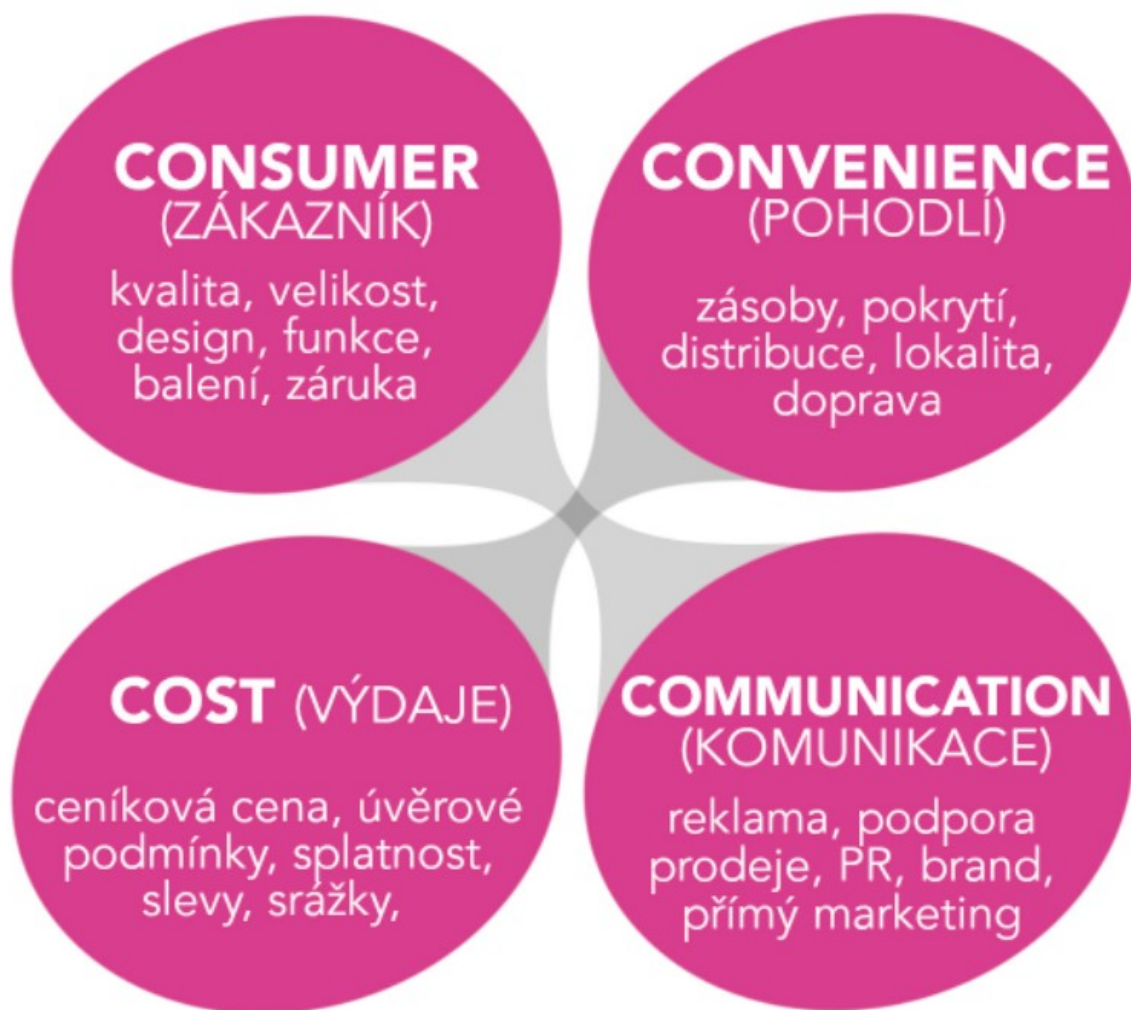 CONSUMER
(ZÁKAZNÍK)
kvalita, velikost,
design, funkce,
balení, záruka
CONVENIENCE
(POHODLÍ)
zásoby, pokrytí,
distribuce, lokalita,
doprava
COST (VÝDAJE)
ceníková cena, úvěrové
podmínky, splatnost,
slevy, srážky,
COMMUNICATION
(KOMUNIKACE)
reklama, podpora
prodeje, PR, brand,
přímý marketing